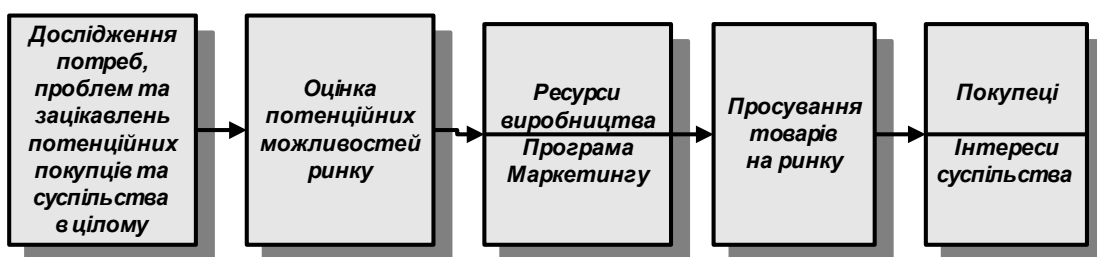 Дослідження
потреб,
проблем та
зацікавлень
потенційних
покупців та
суспільства
в цілому
Оцінка
потенційних
можливостей
ринку
Ресурси
виробництва
Програма
Маркетингу
Просування
товарів
на ринку
Покупеці
Інтереси
суспільства